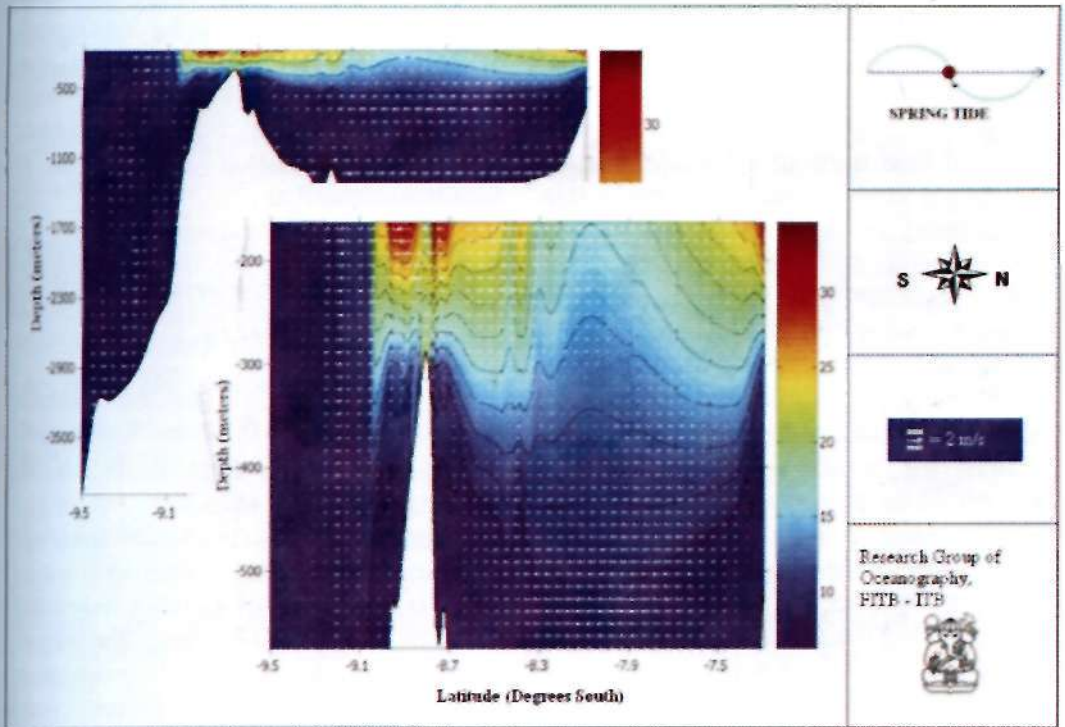 -500
-1100
-1700
-2300
-2900
-3500
Depth (meters)
-9.5
-9.1
30
-200
-300
-400
-500
Depth (meters)
-9.5
-9.1
-8.7
-8.3
-7.9
-7.5
Latitude (Degrees South)
30
25
20
15
10
SPRING TIDE
S
N
= 2 m/s
Research Group of
Oceanography,
FITB - ITB